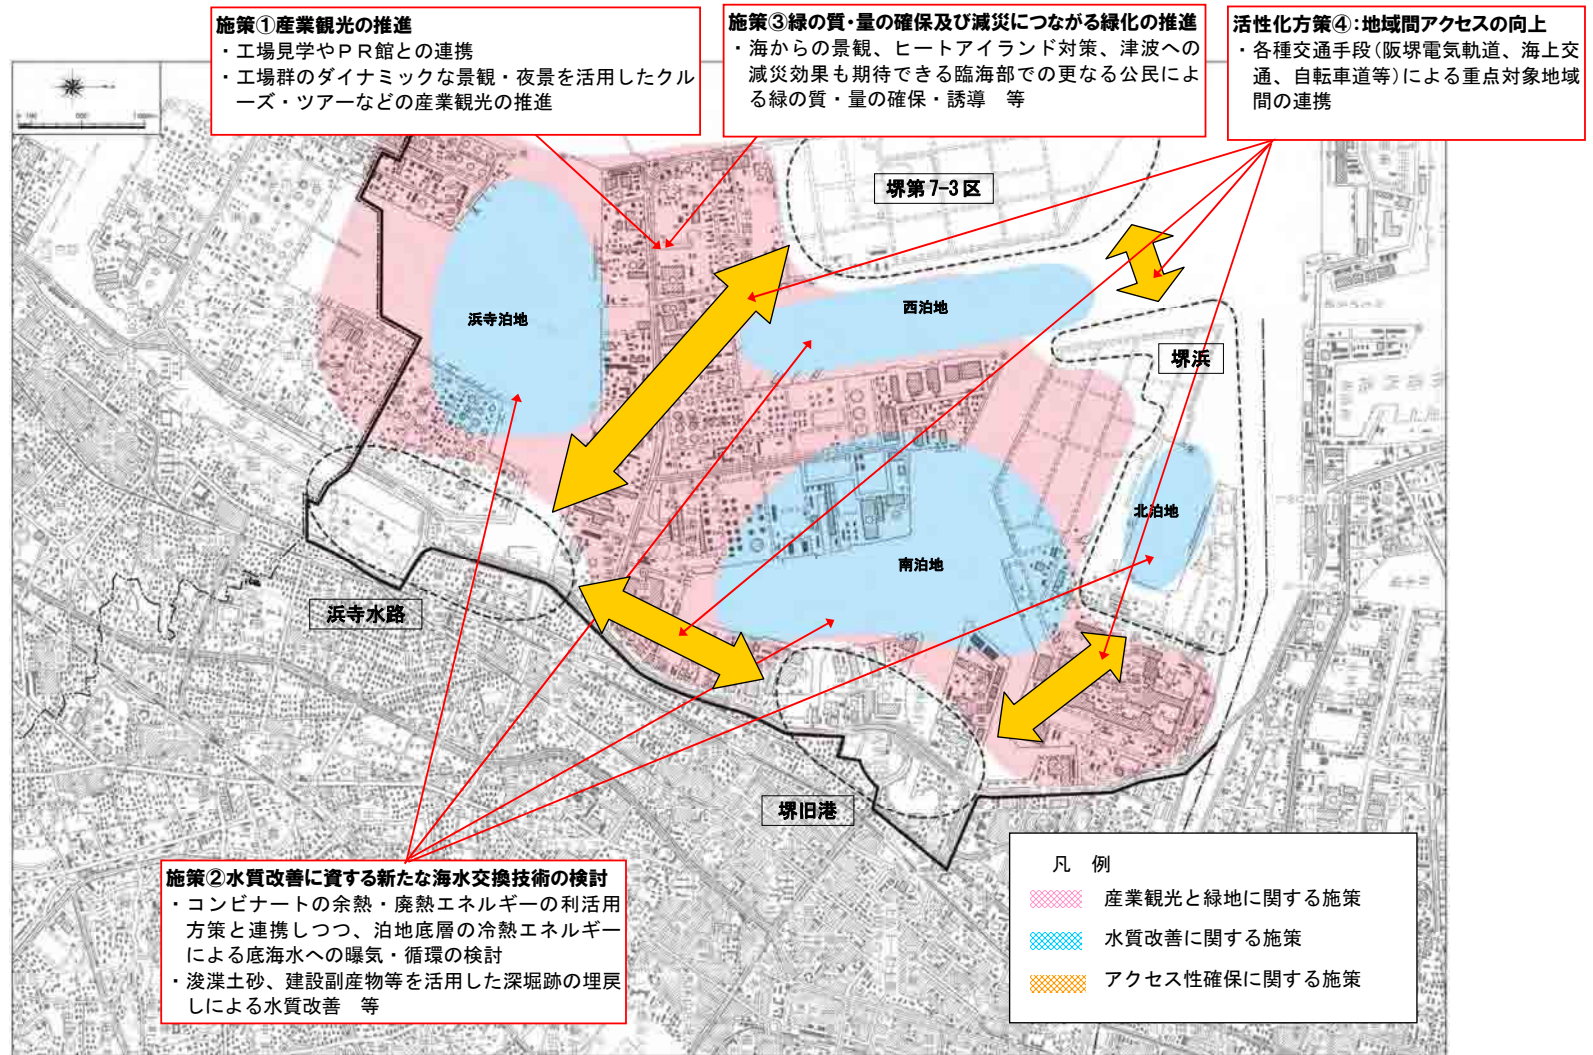 施策①産業観光の推進
・工場見学やPR館との連携
・工場群のダイナミックな景観・夜景を活用したクル
ーズ・ツアーなどの産業観光の推進
施策③緑の質・量の確保及び減災につながる緑化の推進
・海からの景観、ヒートアイランド対策、津波への
減災効果も期待できる臨海部での更なる公民によ
る緑の質・量の確保・誘導 等
活性化方策④:地域間アクセスの向上
・各種交通手段(阪堺電気軌道、海上交
通、自転車道等)による重点対象地域
間の連携
堺第7-3区
浜寺泊地
西泊地
堺浜
北泊地
南泊地
浜寺水路
堺旧港
施策②水質改善に資する新たな海水交換技術の検討
・コンビナートの余熱・廃熱エネルギーの利活用
方策と連携しつつ、泊地底層の冷熱エネルギー
による底海水への曝気・循環の検討
・浚渫土砂、建設副産物等を活用した深堀跡の埋戻
しによる水質改善 等
凡 例
産業観光と緑地に関する施策
水質改善に関する施策
アクセス性確保に関する施策